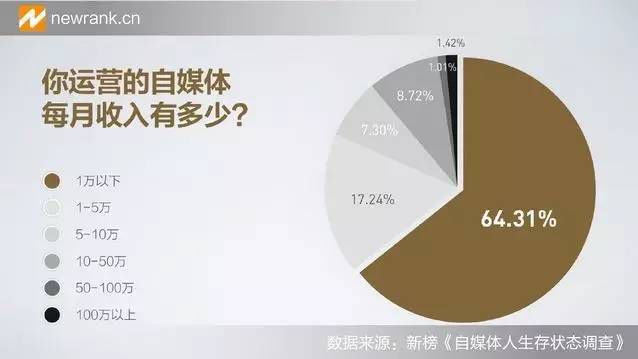 newrank.cn
你运营的自媒体
每月收入有多少?
1万以下
1-5万
5-10万
10-50万
50-100万
100万以上
1.42%
1.01%
8.72%
7.30%
17.24%
64.31%
数据来源：新榜《自媒体人生存状态调查》